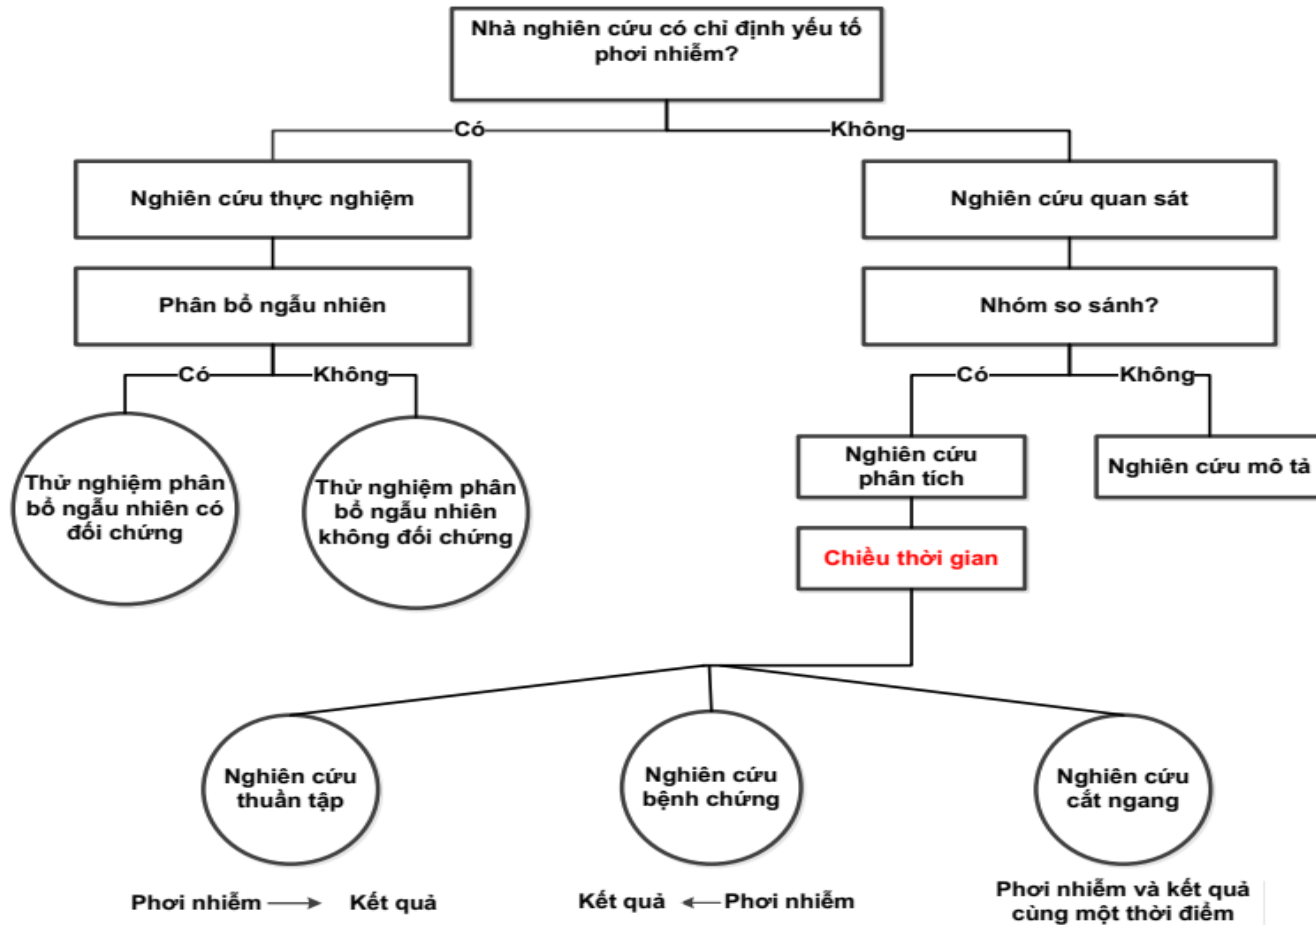 Nhà nghiên cứu có chỉ định yếu tố
phơi nhiễm?
Có
Không
Nghiên cứu thực nghiệm
Nghiên cứu quan sát
Phân bổ ngẫu nhiên
Nhóm so sánh?
Có
Không
Có
Không
Thử nghiệm phân
bổ ngẫu nhiên có
đối chứng
Thử nghiệm phân
bổ ngẫu nhiên
không đối chứng
Nghiên cứu
phân tích
Nghiên cứu mô tả
Chiều thời gian
Nghiên cứu
thuần tập
Nghiên cứu
bệnh chứng
Nghiên cứu
cắt ngang
Phơi nhiễm → Kết quả
Kết quả ← Phơi nhiễm
Phơi nhiễm và kết quả
cùng một thời điểm